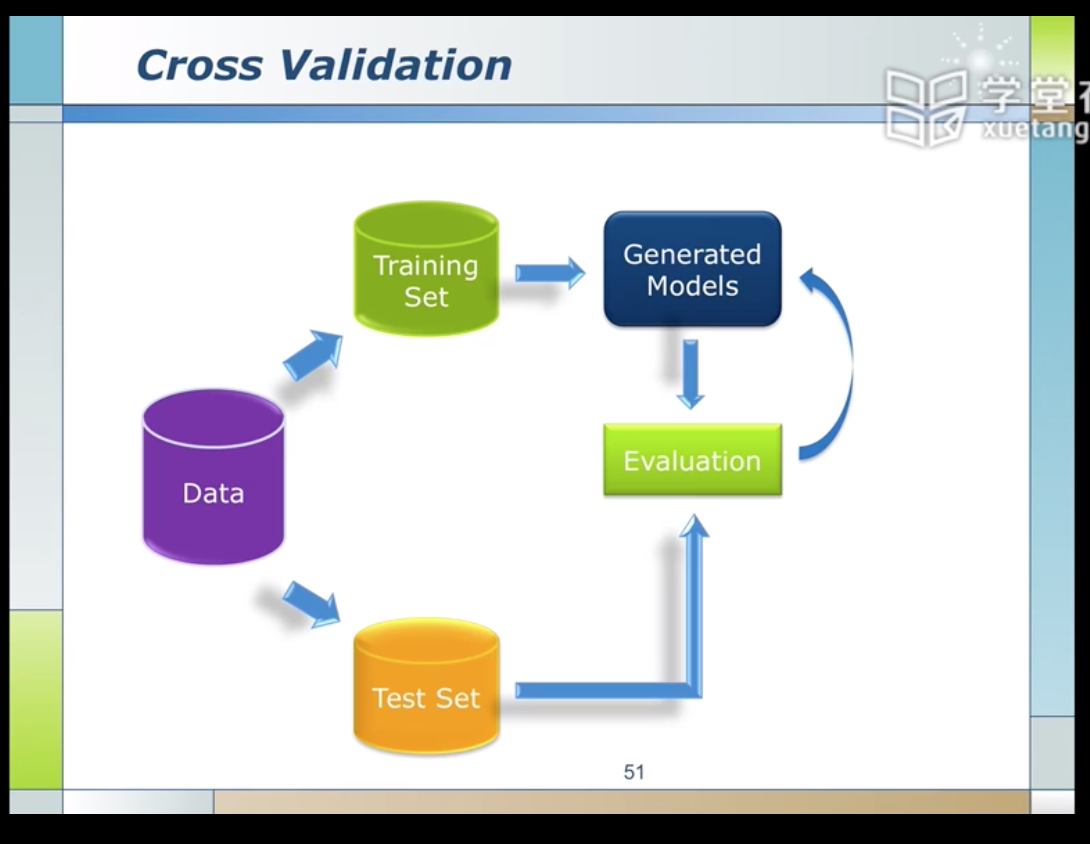 Cross Validation
学堂
xuetang
Training
Set
Generated
Models
Evaluation
Data
Test Set
51